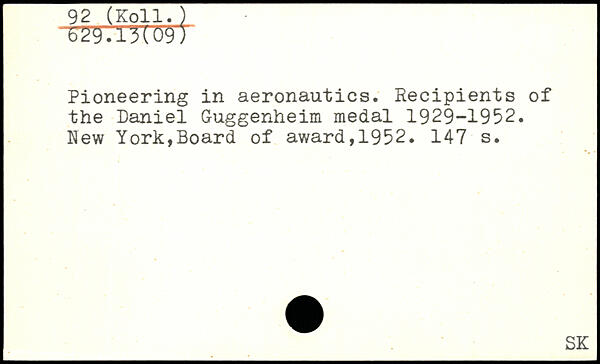 92 (Koll.)
629.13(09)
Pioneering in aeronautics. Recipients of
the Daniel Guggenheim medal 1929-1952.
New York,Board of award,1952. 147 s.
SK